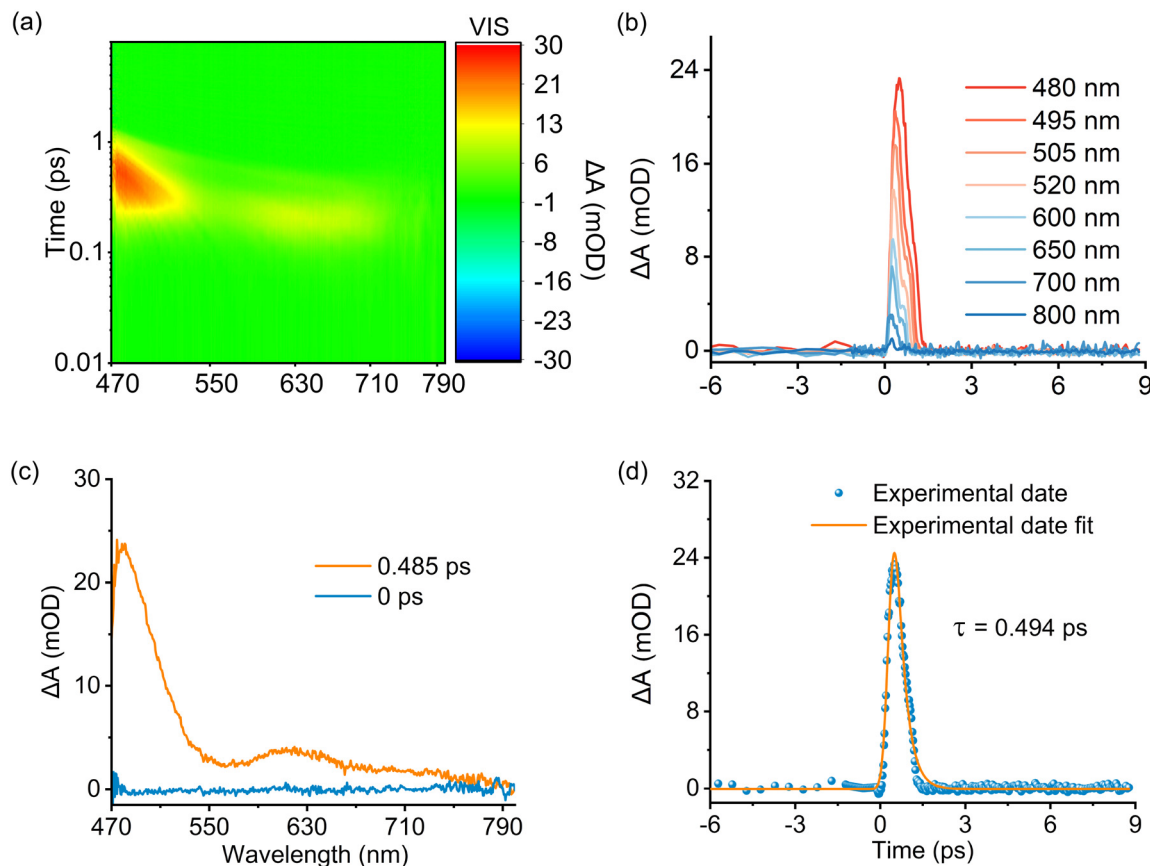 (a)
VIS
Time (ps)
1
0.1
0.01
470 550 630 710 790
30
21
13
6
-1
-8
-16
-23
-30
ΔA (mOD)
(b)
ΔA (mOD)
24
16
8
0
-6 -3 0 3 6 9
480 nm
495 nm
505 nm
520 nm
600 nm
650 nm
700 nm
800 nm
(c)
ΔA (mOD)
30
20
10
0
470 550 630 710 790
Wavelength (nm)
0.485 ps
0 ps
(d)
ΔA (mOD)
32
24
16
8
0
-6 -3 0 3 6 9
Time (ps)
Experimental date
Experimental date fit
τ = 0.494 ps